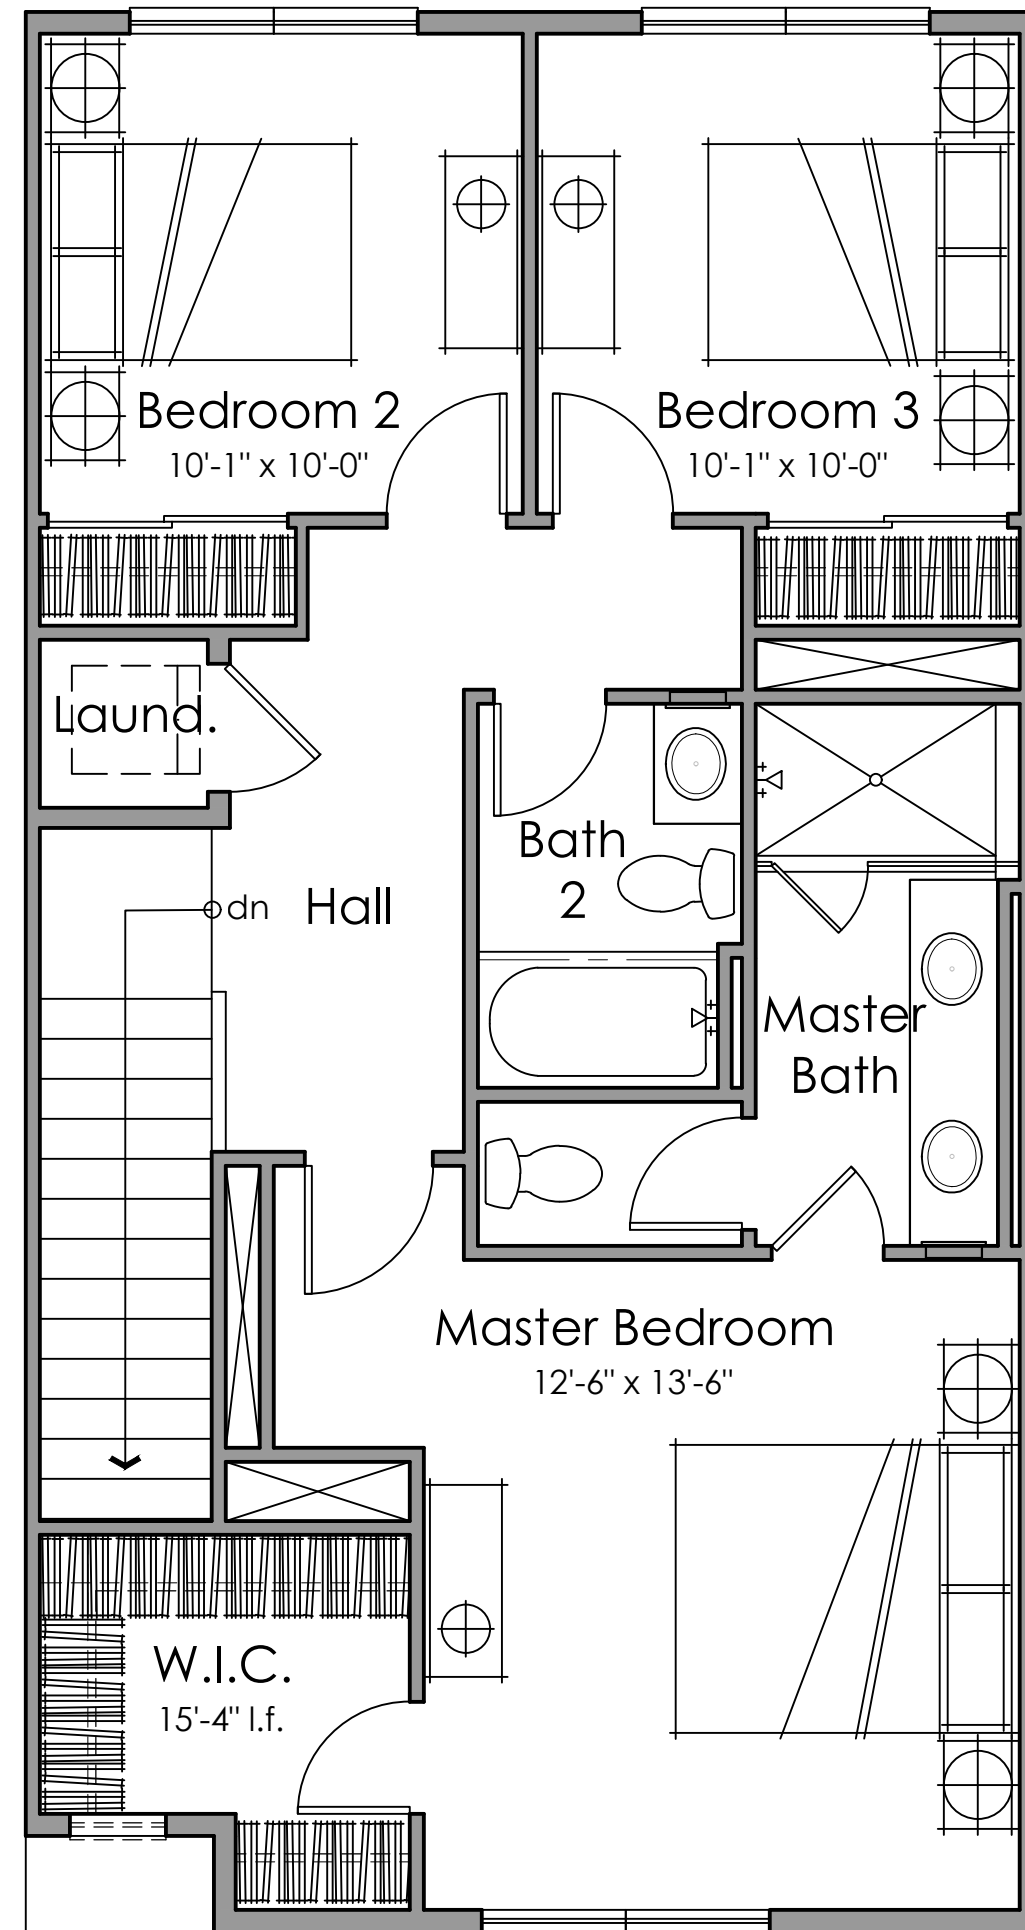 Bedroom 2
10'-1" x 10'-0"
Bedroom 3
10'-1" x 10'-0"
Laund.
dn
Hall
Bath
2
Master
Bath
Master Bedroom
12'-6" x 13'-6"
W.I.C.
15'-4" l.f.